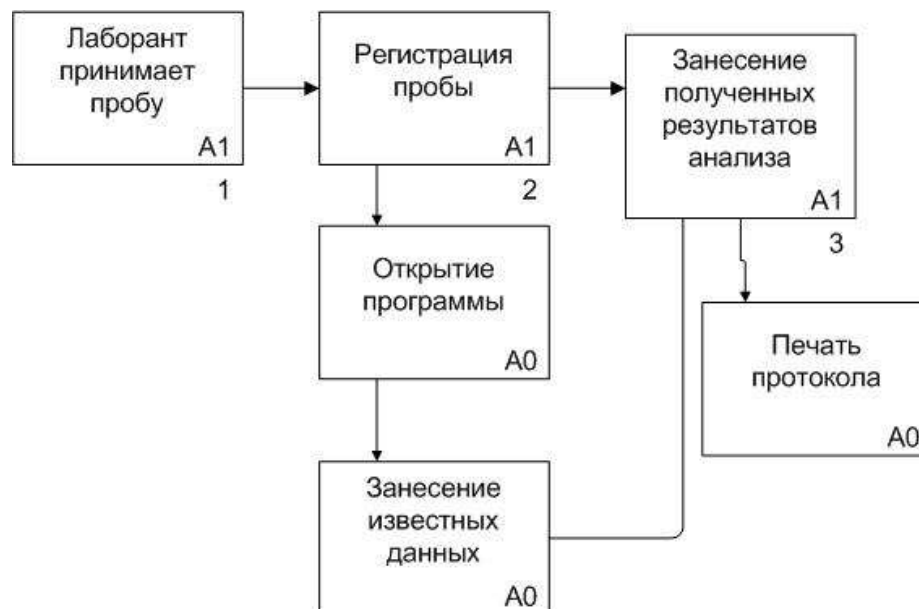 Лаборант
принимает
пробу
A1
1
Регистрация
пробы
A1
2
Занесение
полученных
результатов
анализа
A1
3
Открытие
программы
A0
Печать
протокола
A0
Занесение
известных
данных
A0